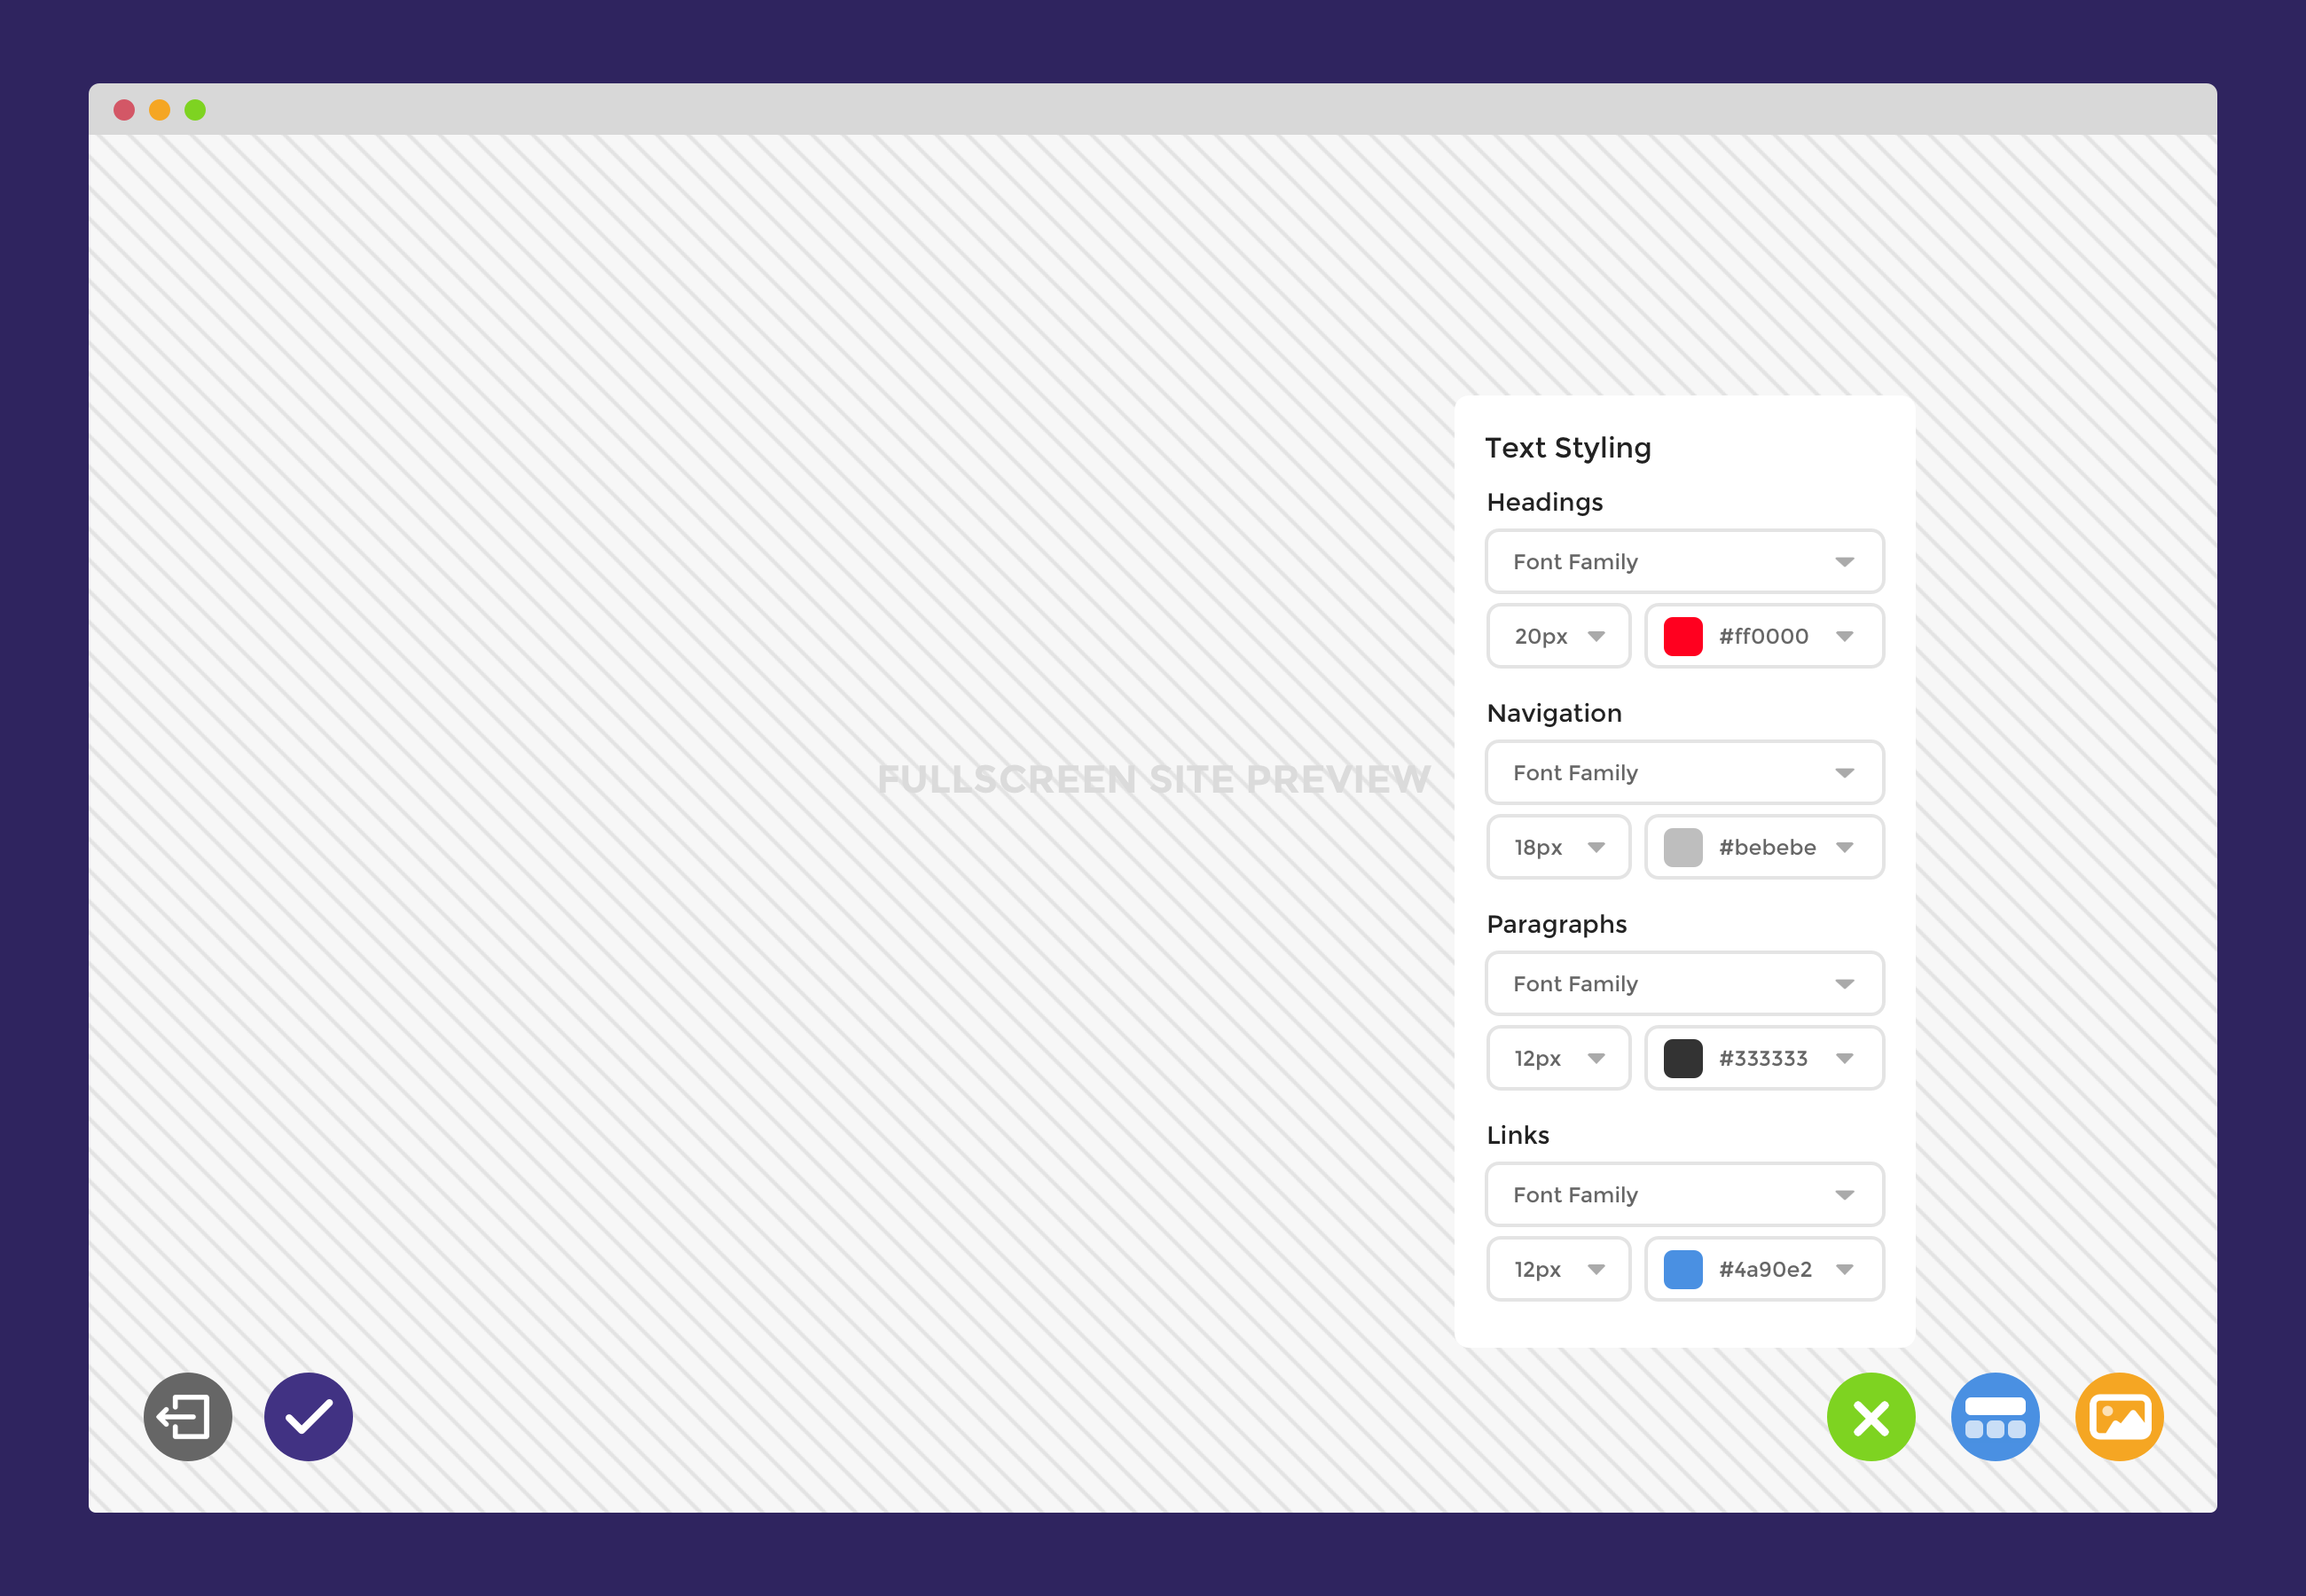 FULLSCREEN SITE PREVIEW
Text Styling
Headings
Font Family
20px #ff0000
Navigation
Font Family
18px #bebebe
Paragraphs
Font Family
12px #333333
Links
Font Family
12px #4a90e2